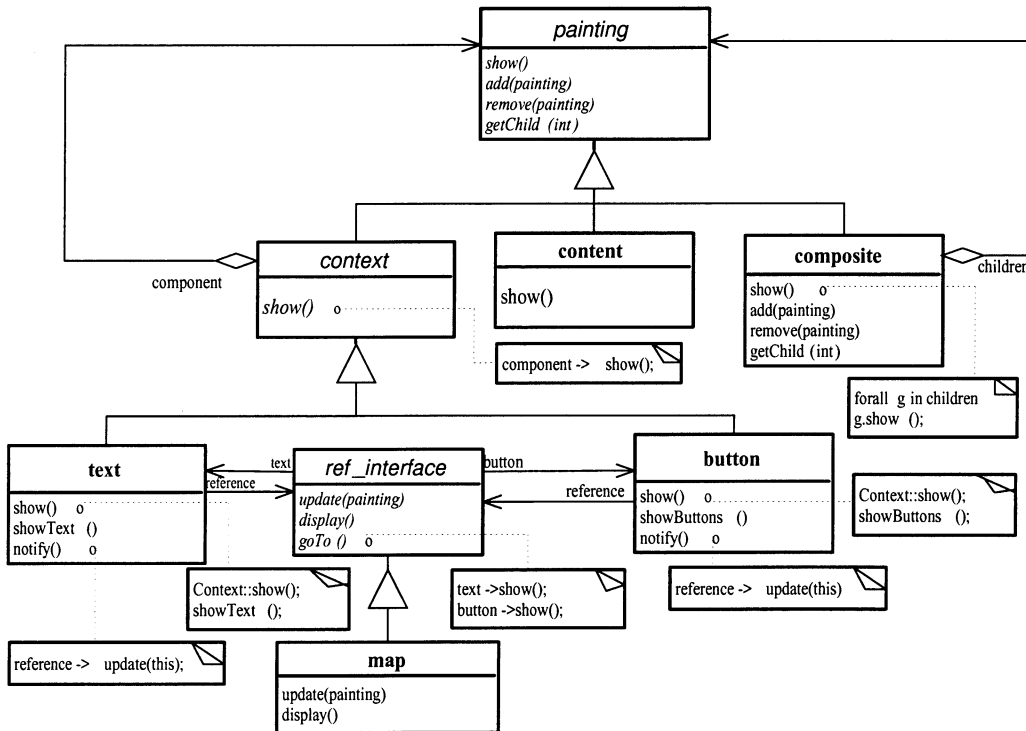 painting
show()
add(painting)
remove(painting)
getChild (int)
component
context
show() o
content
show()
composite
show() o
add(painting)
remove(painting)
getChild (int)
children
component -> show();
forall g in children
g.show ();
text
show() o
showText ()
notify() o
text
reference
ref_interface
update(painting)
display()
goTo () o
button
reference
button
show() o
showButtons ()
notify() o
Context::show();
showButtons ();
Context::show();
showText ();
text ->show();
button ->show();
reference -> update(this)
reference -> update(this);
map
update(painting)
display()